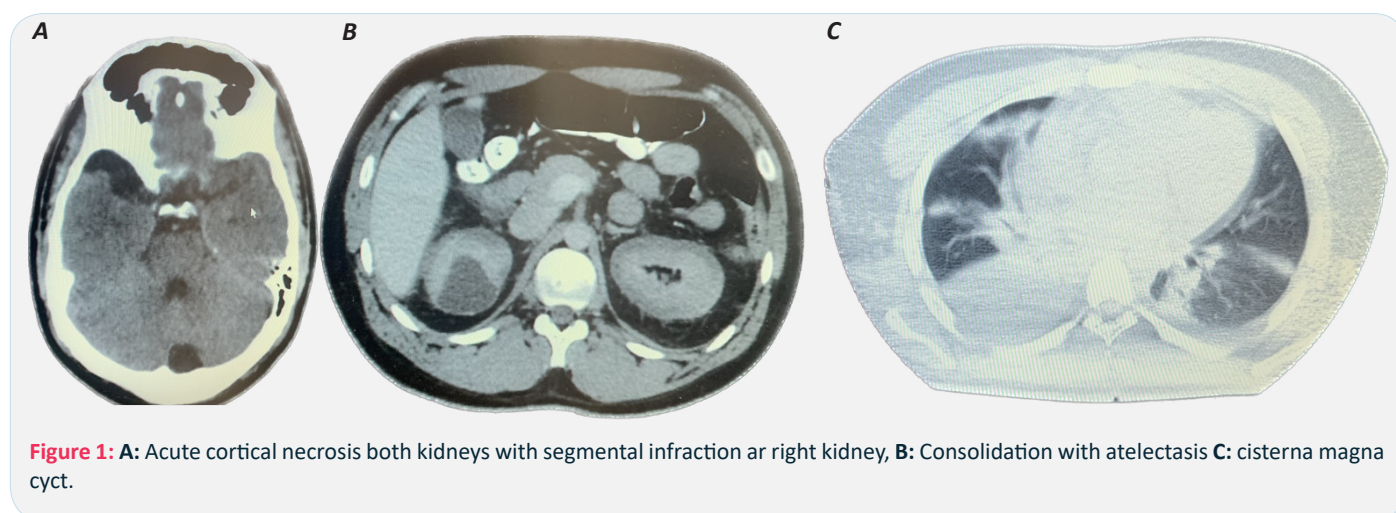 A B C
Figure 1: A: Acute cortical necrosis both kidneys with segmental infraction ar right kidney, B: Consolidation with atelectasis C: cisterna magna
cyct.